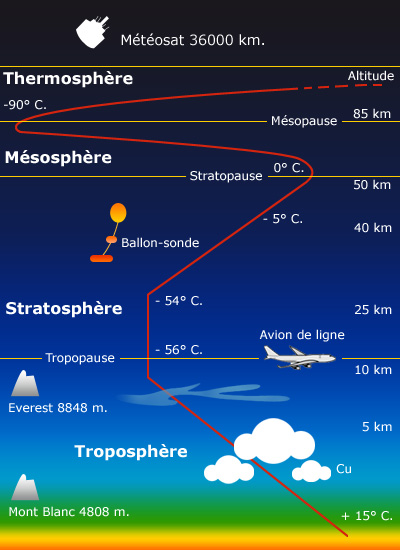 Météosat 36000 km.
Thermosphère
Altitude
-90° C.
Mésopause
85 km
Mésosphère
0° C.
Stratopause
50 km
- 5° C.
40 km
Ballon-sonde
- 54° C.
Stratosphère
25 km
Avion de ligne
- 56° C.
Tropopause
10 km
Everest 8848 m.
5 km
Troposphère
Cu
Mont Blanc 4808 m.
+ 15° C.